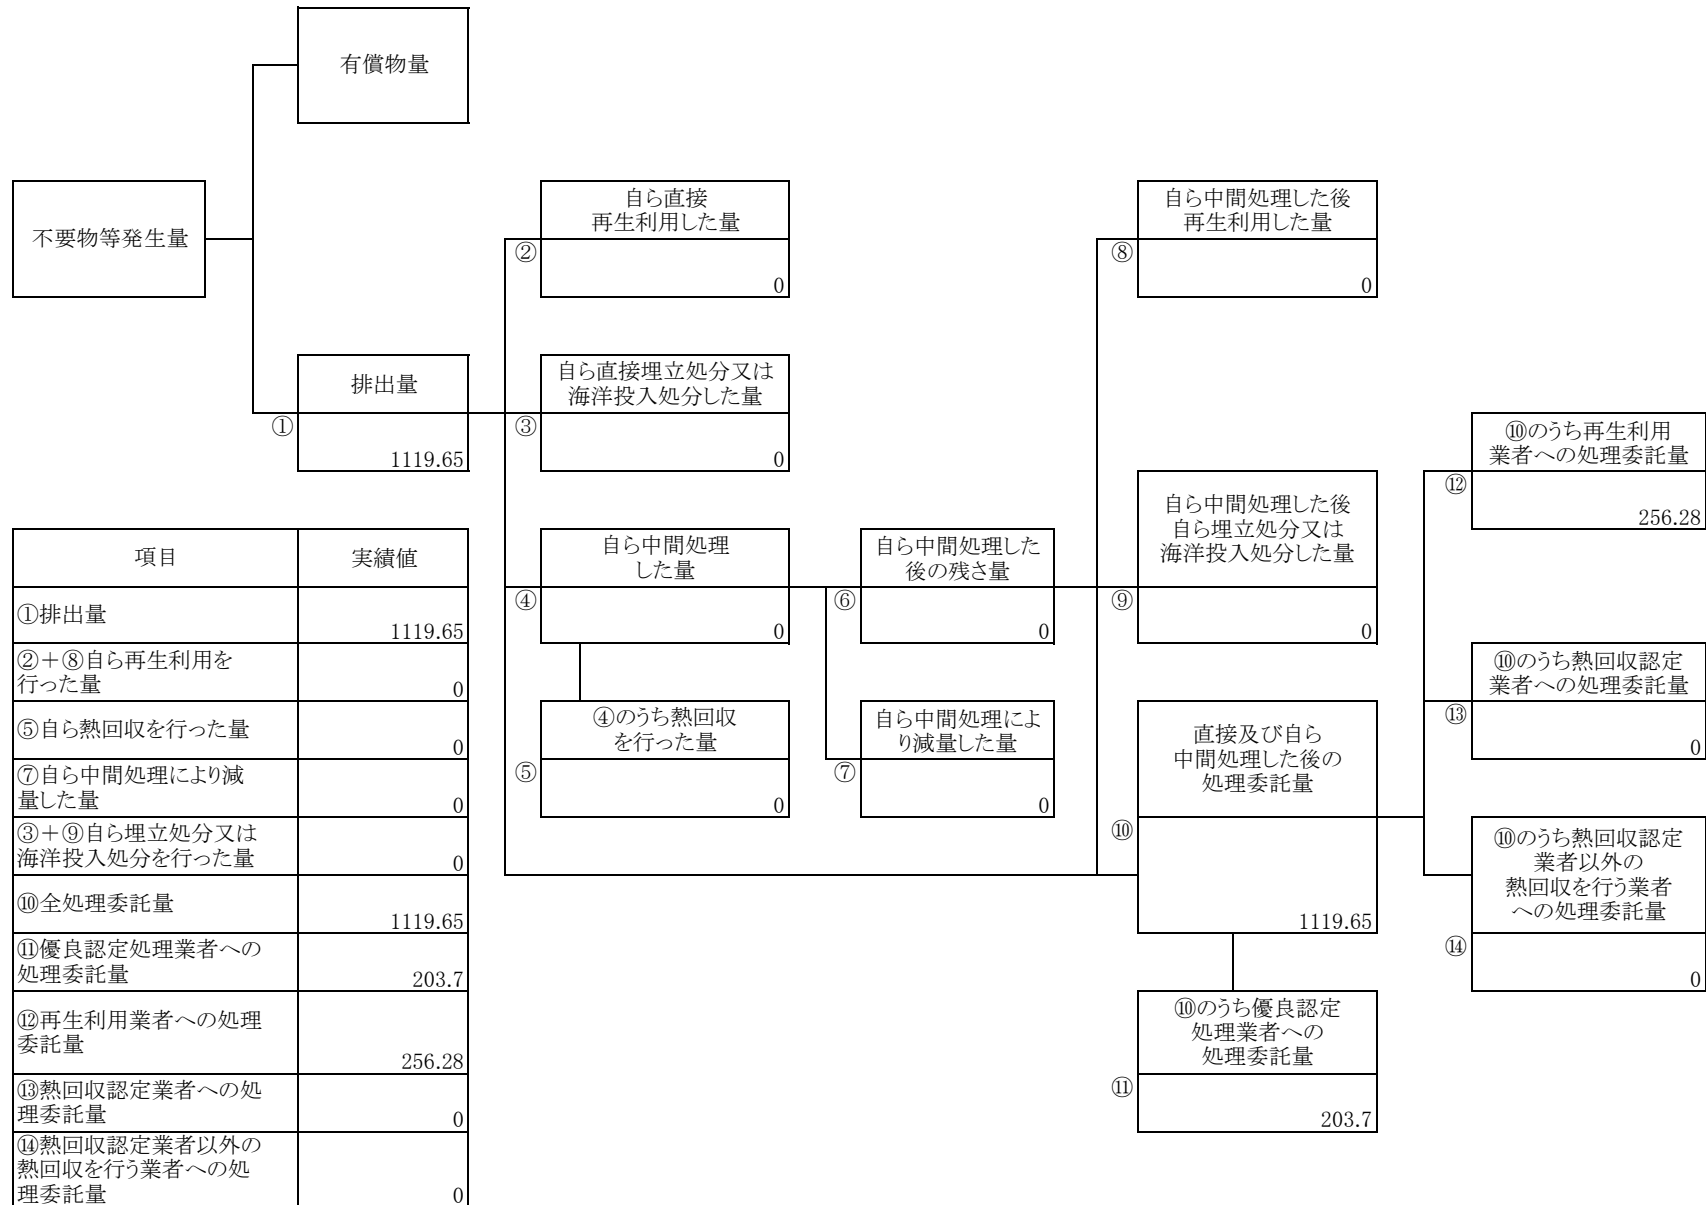 有償物量
不要物等発生量
自ら直接
再生利用した量
②
0
自ら中間処理した後
再生利用した量
⑧
0
排出量
①
1119.65
自ら直接埋立処分又は
海洋投入処分した量
③
0
⑩のうち再生利用
業者への処理委託量
⑫
256.28
自ら中間処理
した量
④
0
自ら中間処理した
後の残さ量
⑥
0
自ら中間処理した後
自ら埋立処分又は
海洋投入処分した量
⑨
0
⑩のうち熱回収認定
業者への処理委託量
⑬
0
④のうち熱回収
を行った量
⑤
0
自ら中間処理によ
り減量した量
⑦
0
直接及び自ら
中間処理した後の
処理委託量
⑩
1119.65
⑩のうち熱回収認定
業者以外の
熱回収を行う業者
への処理委託量
⑭
0
⑩のうち優良認定
処理業者への
処理委託量
⑪
203.7
項目 実績値
①排出量
1119.65
②+⑧自ら再生利用を
行った量 0
⑤自ら熱回収を行った量
0
⑦自ら中間処理により減
量した量 0
③+⑨自ら埋立処分又は
海洋投入処分を行った量 0
⑩全処理委託量
1119.65
⑪優良認定処理業者への
処理委託量 203.7
⑫再生利用業者への処理
委託量
256.28
⑬熱回収認定業者への処
理委託量 0
⑭熱回収認定業者以外の
熱回収を行う業者への処
理委託量 0